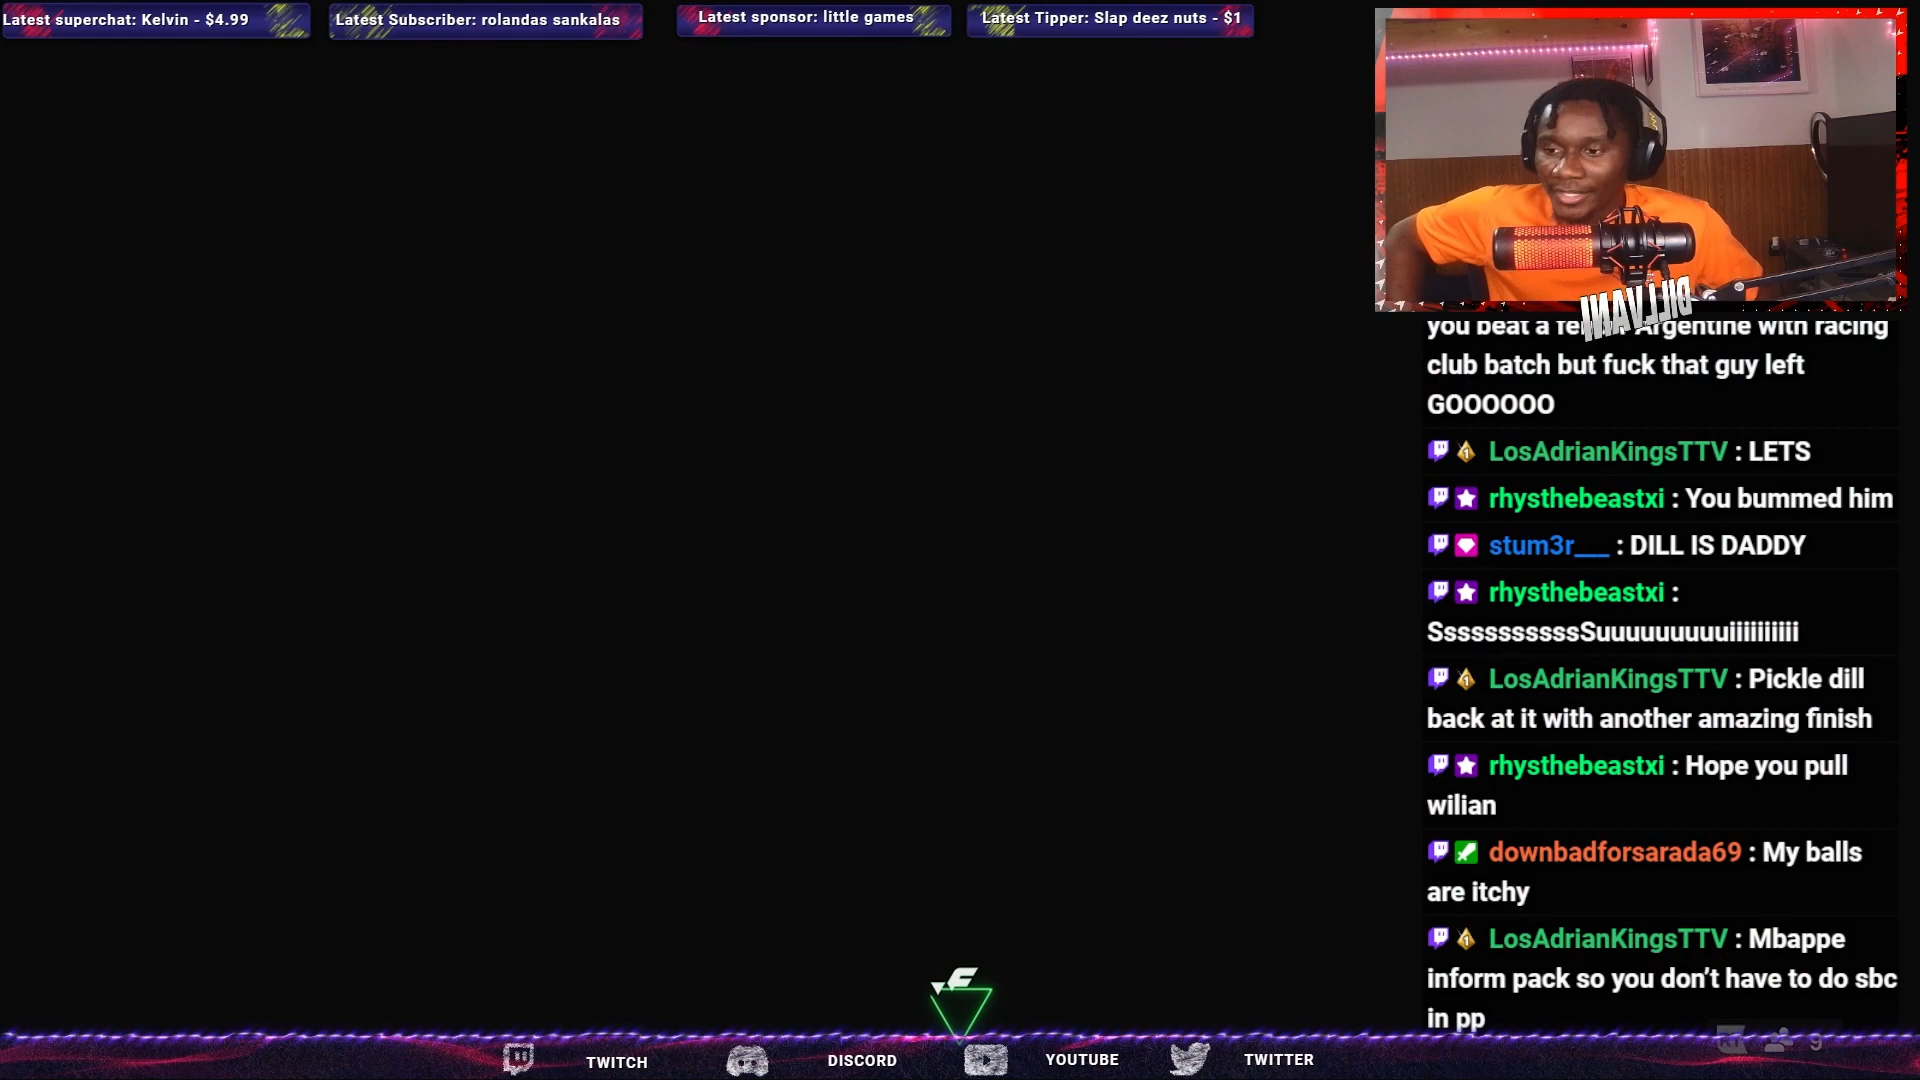 Latest superchat: Kelvin - $4.99
Latest Subscriber: rolandas sankalas
Latest sponsor: little games
Latest Tipper: Slap deez nuts - $1
DILLVANI
club batch but fuck that guy left
GOOOOOO
LosAdrianKingsTTV : LETS
rhysthebeastxi : You bummed him
stum3r___ : DILL IS DADDY
rhysthebeastxi :
SsssssssssssSuuuuuuuuuiiiiiiiiii
LosAdrianKingsTTV : Pickle dill
back at it with another amazing finish
rhysthebeastxi : Hope you pull
wilian
downbadforsarada69 : My balls
are itchy
LosAdrianKingsTTV : Mbappe
inform pack so you don't have to do sbc
in pp
9
TWITCH
DISCORD
YOUTUBE
TWITTER